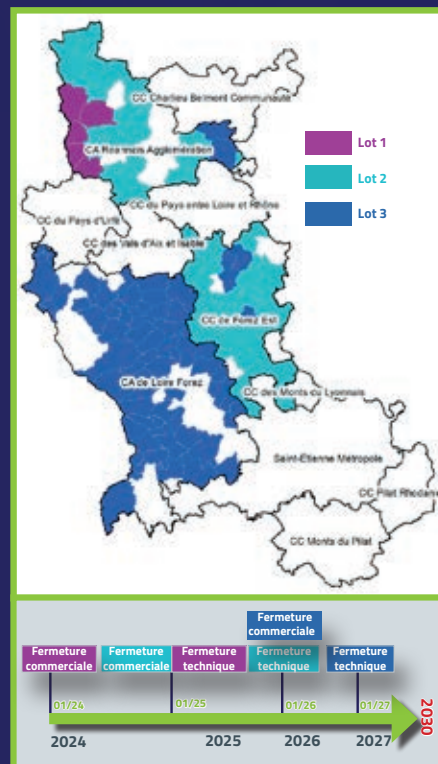 CC Charlieu Belmont Communauté
Lot 1
CA Roannais Agglomération
Lot 2
CC du Pays entre Loire et Rhône
Lot 3
CC du Pays d'Urfé
CC des Vals d'Aix et Isable
CC de Forez Est
CA de Loire Forez
CC des Monts du Lyonnais
Saint-Etienne Métropole
CC Pilat Rhodanien
CC Monts du Pilat
Fermeture
commerciale
Fermeture
commerciale
Fermeture
commerciale
Fermeture
technique
Fermeture
technique
Fermeture
technique
01/24
01/25
01/26
01/27
2030
2024
2025
2026
2027